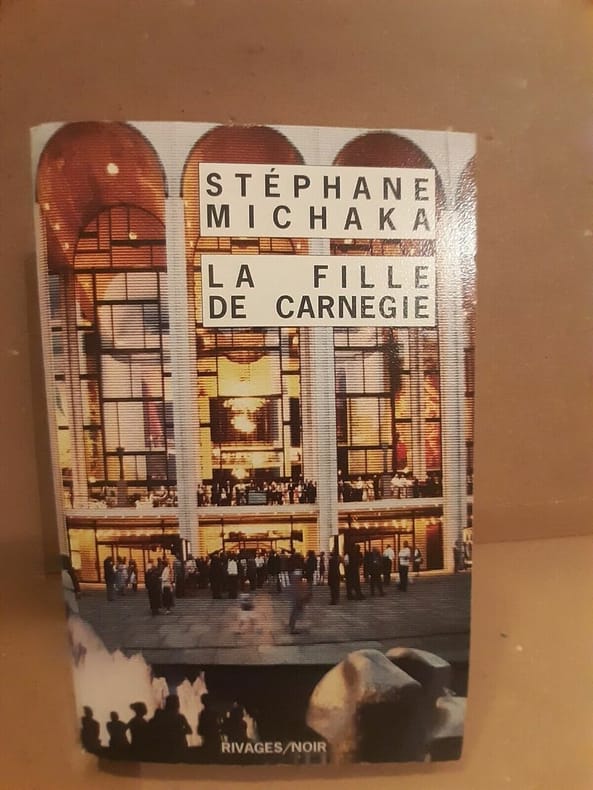 STÉPHANE
MICHAKA
LA FILLE
DE CARNEGIE
RIVAGES/NOIR